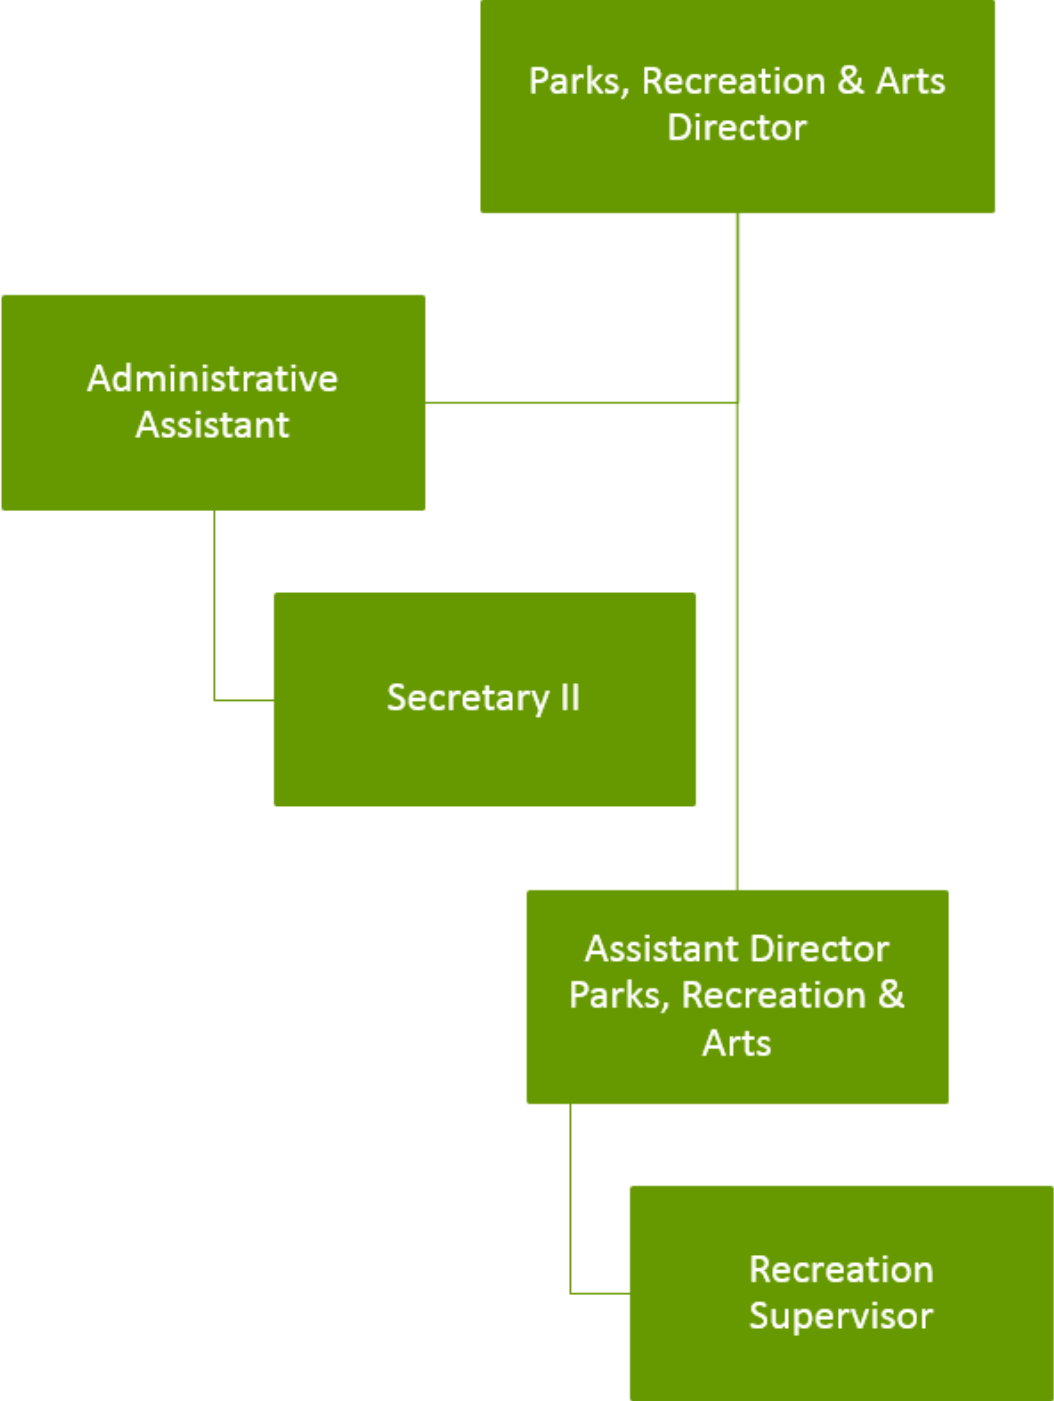 Parks, Recreation & Arts
Director
Administrative
Assistant
Secretary II
Assistant Director
Parks, Recreation &
Arts
Recreation
Supervisor